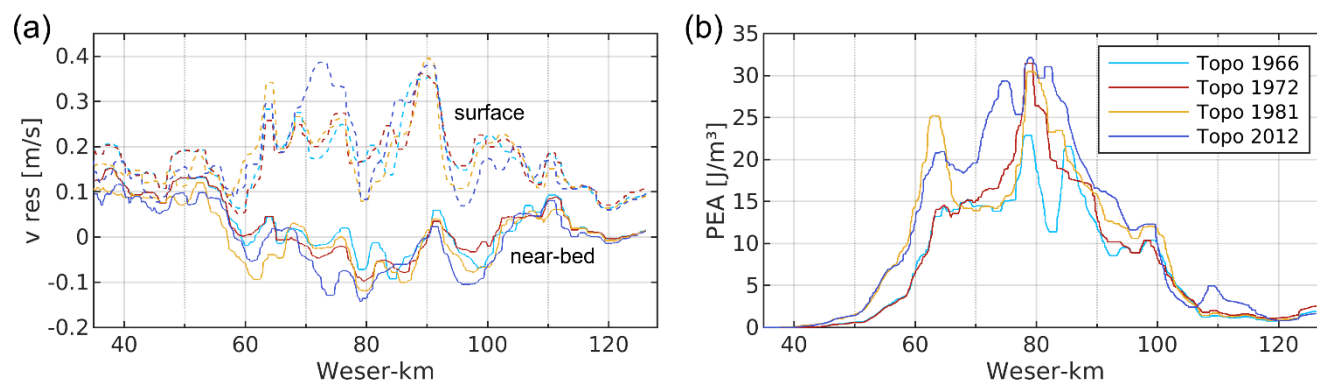 (a)
v res [m/s]
0.4
0.3
0.2
0.1
0
-0.1
-0.2
surface
near-bed
40 60 80 100 120
Weser-km
(b)
PEA [J/m³]
35
30
25
20
15
10
5
0
Topo 1966
Topo 1972
Topo 1981
Topo 2012
40 60 80 100 120
Weser-km